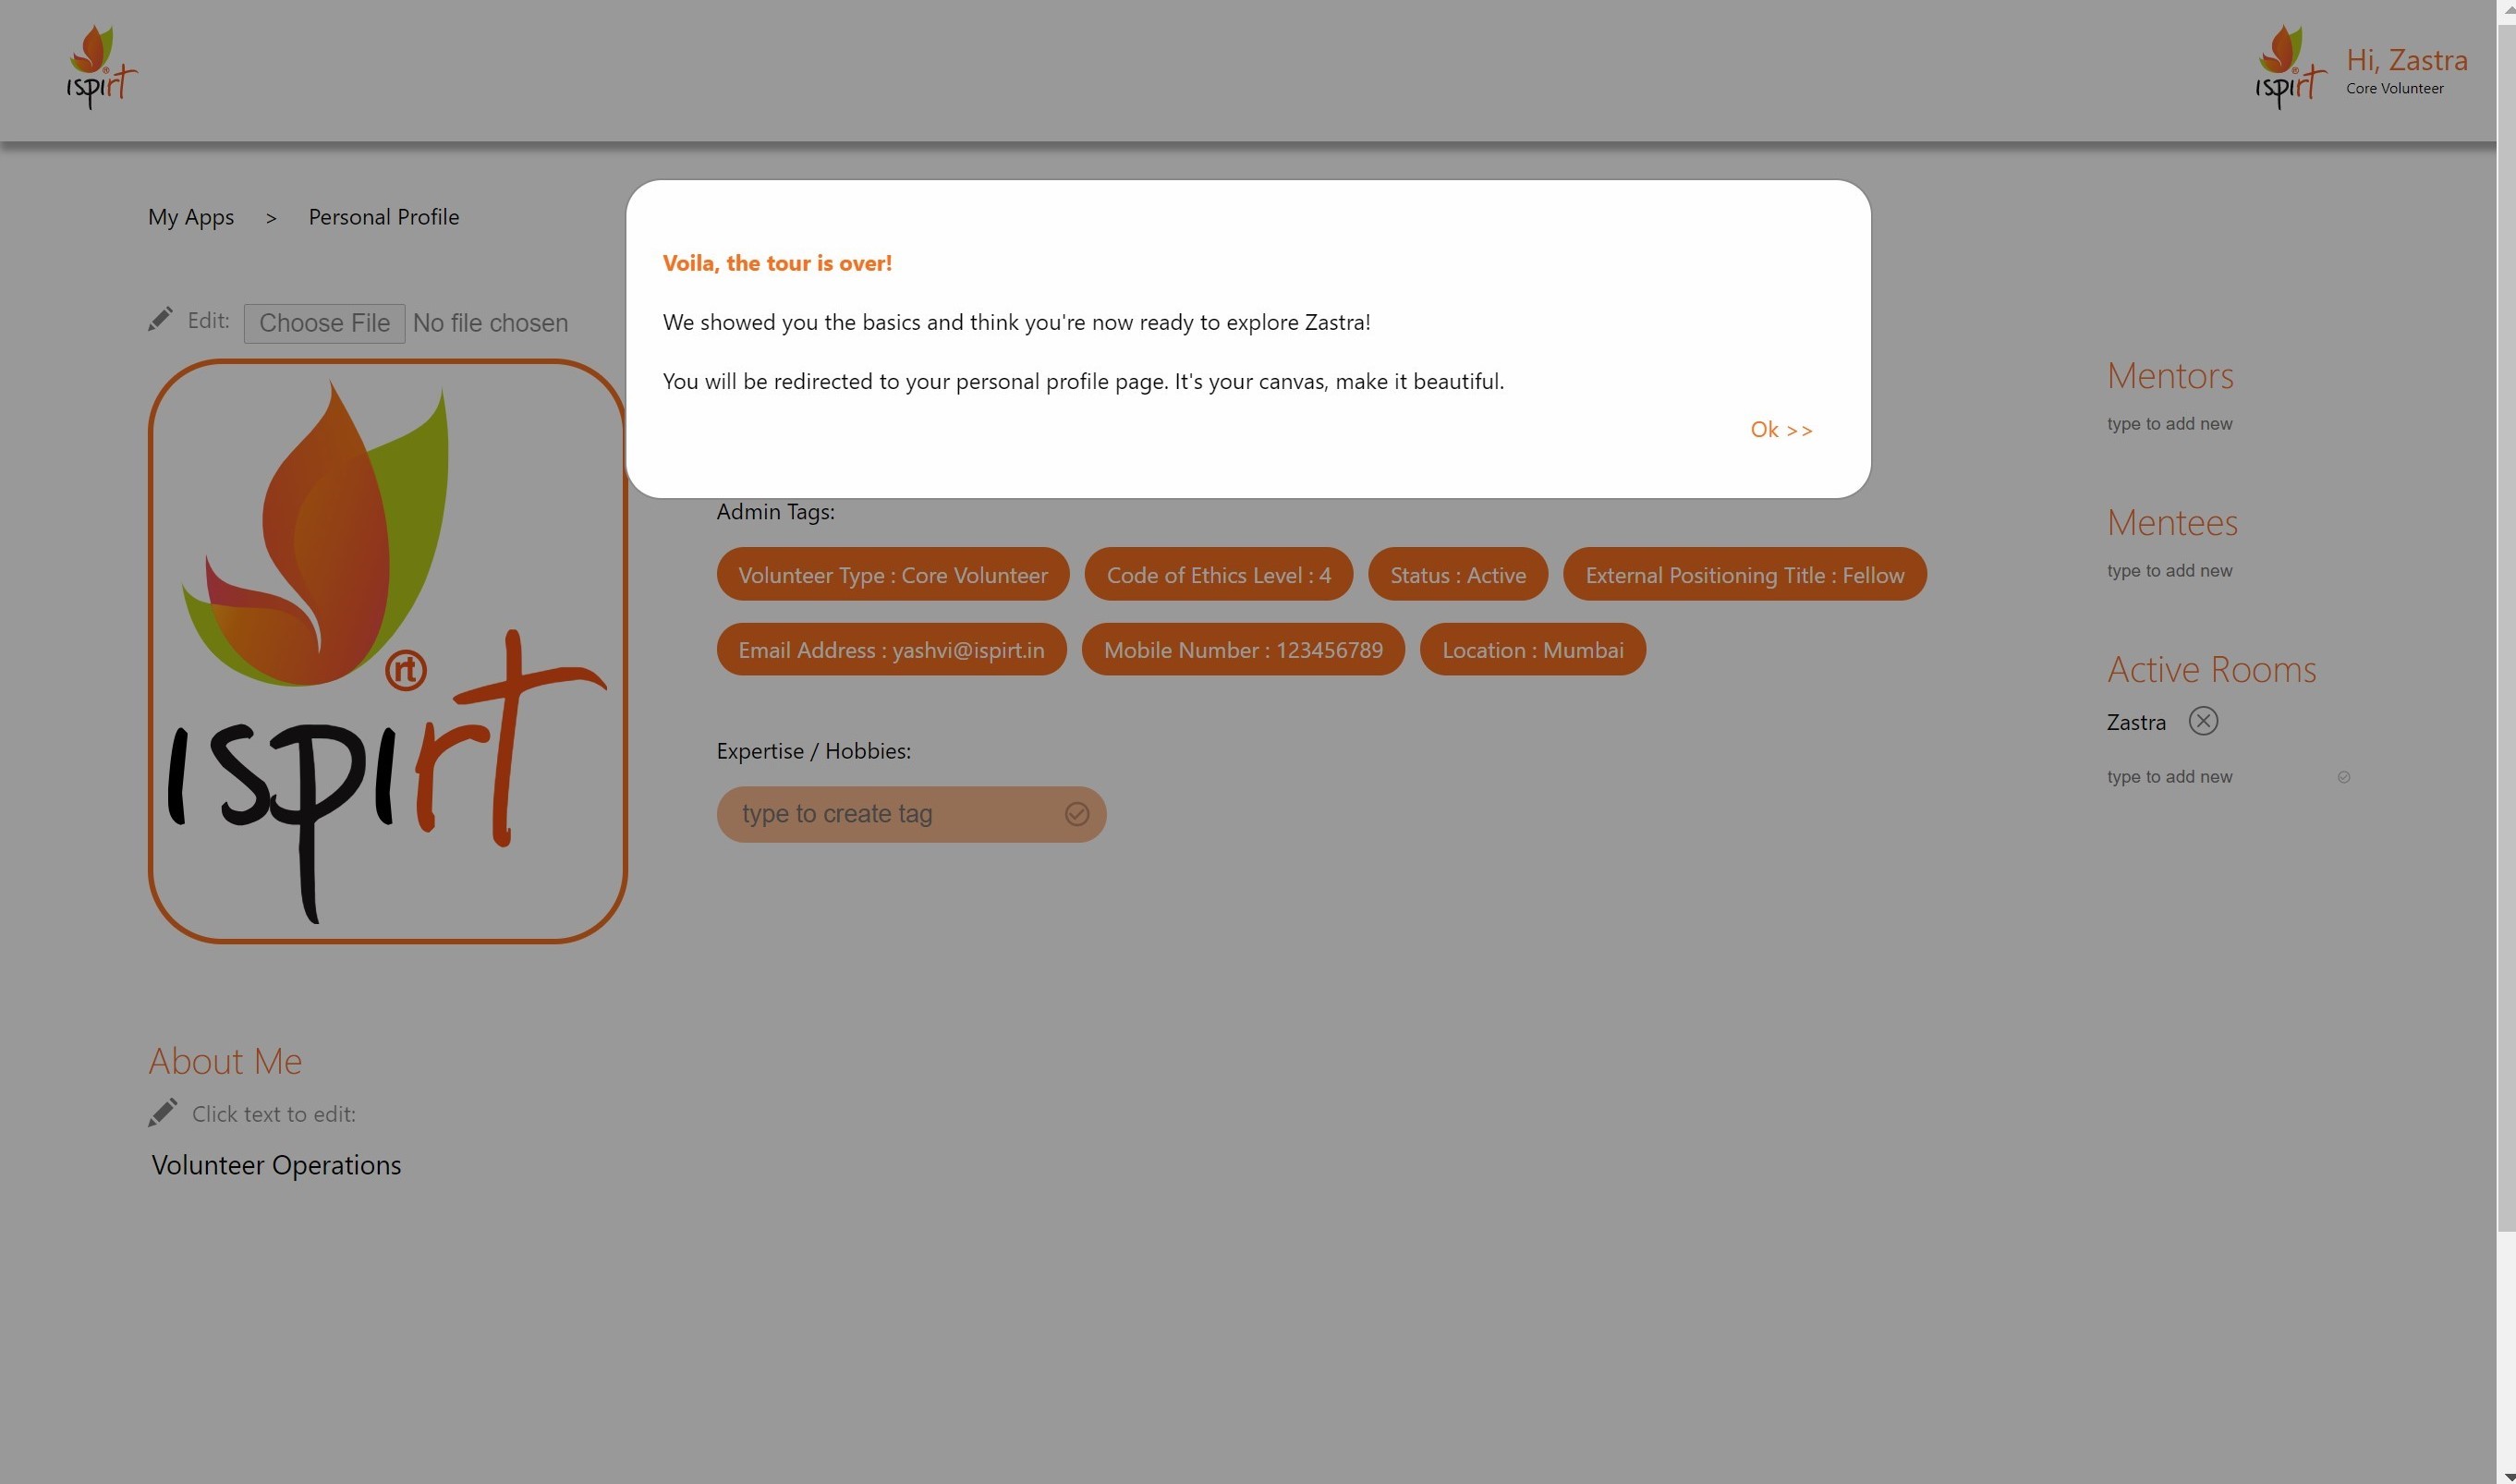 ispirt
®
ispirt
®
Hi, Zastra
Core Volunteer
My Apps > Personal Profile
Voila, the tour is over!
We showed you the basics and think you're now ready to explore Zastra!
You will be redirected to your personal profile page. It's your canvas, make it beautiful.
Ok >>
Edit: Choose File No file chosen
rt
ispirt
Admin Tags:
Volunteer Type : Core Volunteer Code of Ethics Level : 4 Status : Active External Positioning Title : Fellow
Email Address : yashvi@ispirt.in Mobile Number : 123456789 Location : Mumbai
Expertise / Hobbies:
type to create tag
Mentors
type to add new
Mentees
type to add new
Active Rooms
Zastra
type to add new
About Me
Click text to edit:
Volunteer Operations